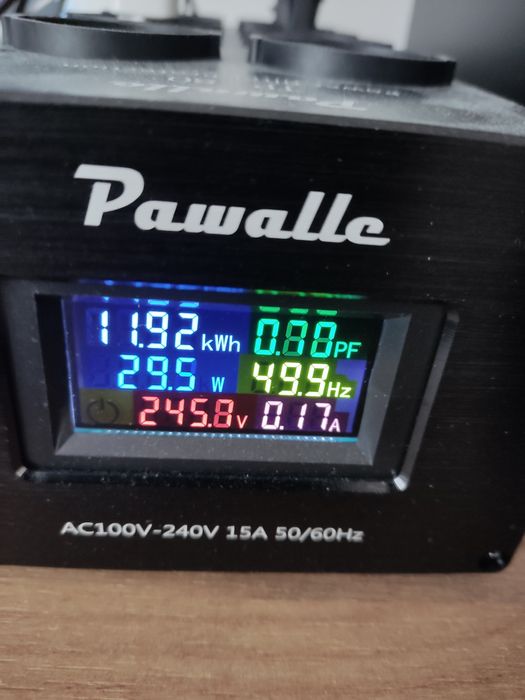 Pawalle
11.92 kWh 0.88 PF
29.5 W 49.9 Hz
245.8 V 0.17 A
AC100V-240V 15A 50/60Hz